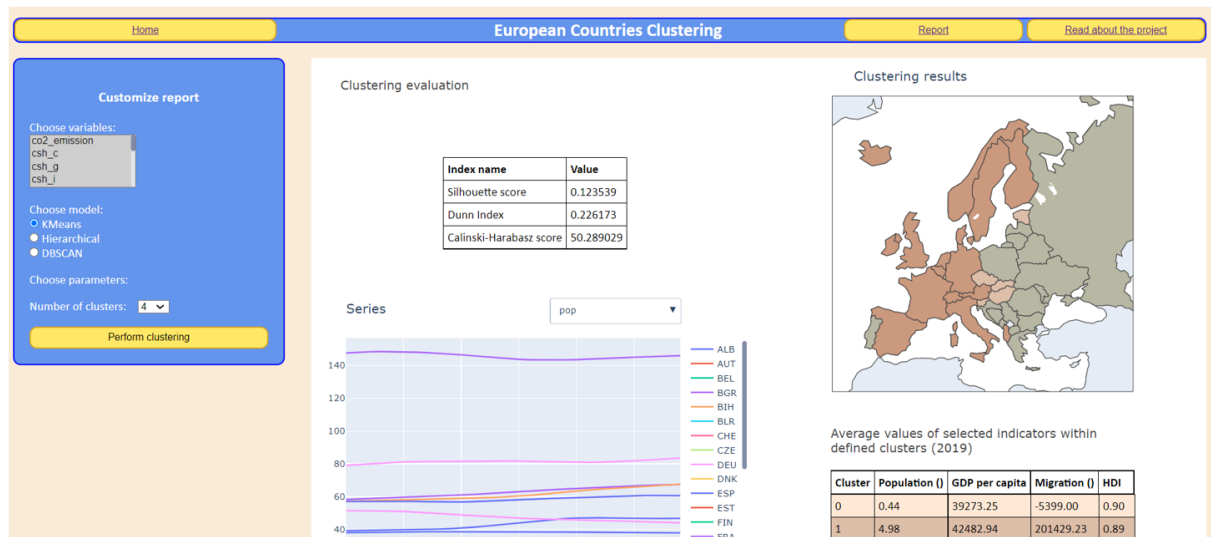 Home
European Countries Clustering
Report
Read about the project
Customize report
Choose variables:
co2_emission
csh_c
csh_g
csh_i
Choose model:
KMeans
Hierarchical
DBSCAN
Choose parameters:
Number of clusters: 4
Perform clustering
Clustering evaluation
Index name Value
Silhouette score 0.123539
Dunn Index 0.226173
Calinski-Harabasz score 50.289029
Series
pop
140
120
100
80
60
40
ALB
AUT
BEL
BGR
BIH
BLR
CHE
CZE
DEU
DNK
ESP
EST
FIN
FRA
Clustering results
Average values of selected indicators within
defined clusters (2019)
Cluster Population () GDP per capita Migration () HDI
0 0.44 39273.25 -5399.00 0.90
1 4.98 42482.94 201429.23 0.89